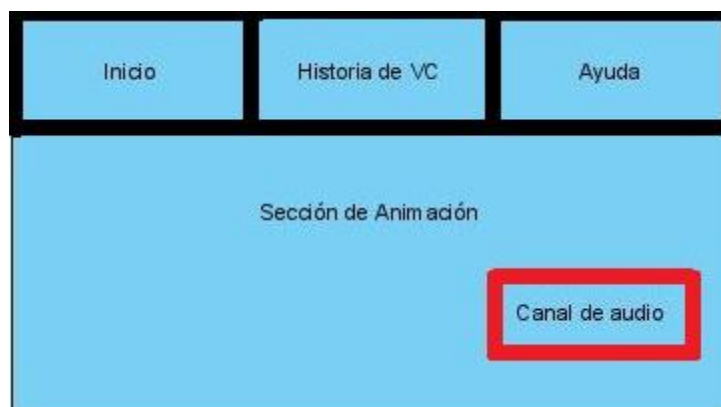 Inicio
Historia de VC
Ayuda
Sección de Animación
Canal de audio